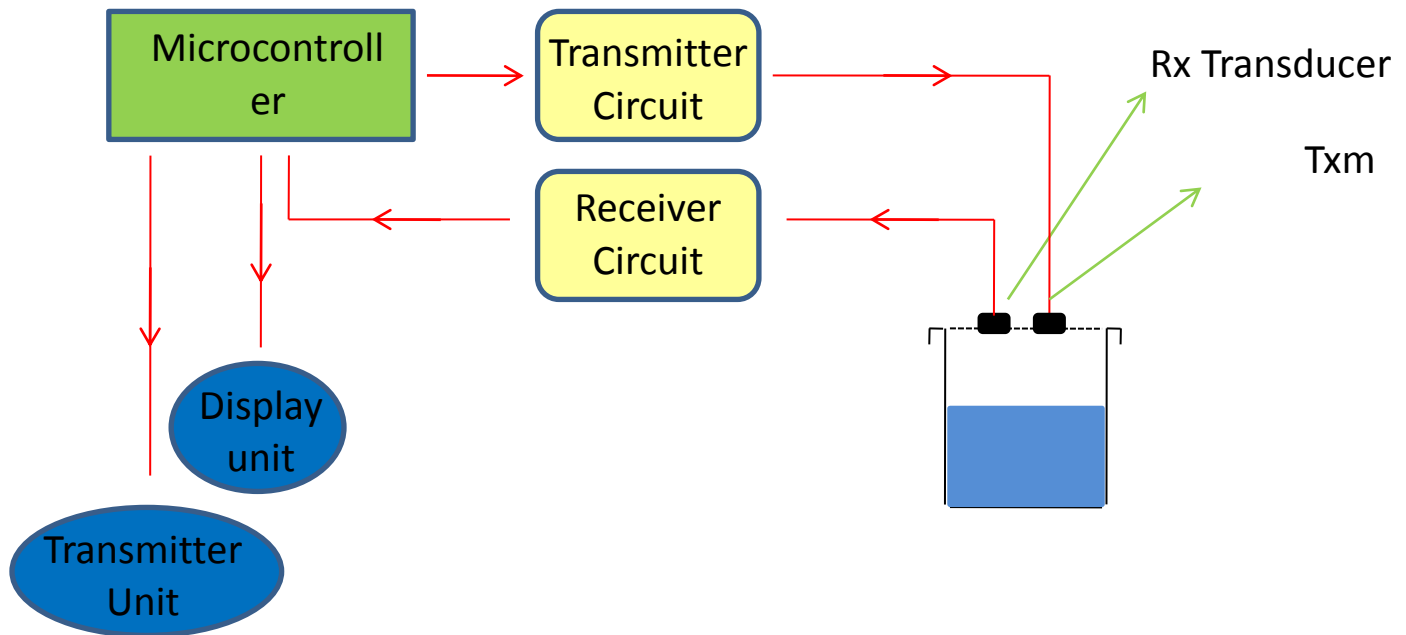 Microcontroll
er
Transmitter
Circuit
Rx Transducer
Txm
Receiver
Circuit
Display
unit
Transmitter
Unit